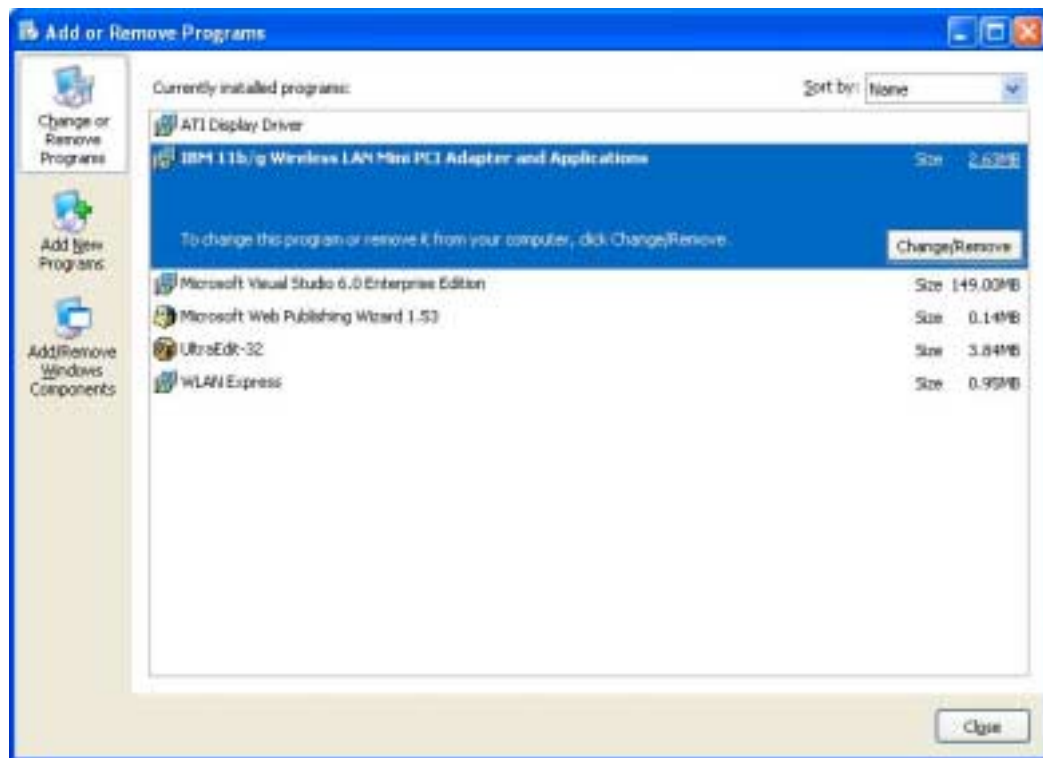 Add or Remove Programs
Change or
Remove
Programs
Add New
Programs
Add/Remove
Windows
Components
Currently installed programs:
Sort by: Name
ATI Display Driver
IBM 11b/g Wireless LAN Mini PCI Adapter and Applications Size 2.63MB
To change this program or remove it from your computer, click Change/Remove.
Change/Remove
Microsoft Visual Studio 6.0 Enterprise Edition Size 149.00MB
Microsoft Web Publishing Wizard 1.53 Size 0.14MB
UltraEdit-32 Size 3.84MB
WLAN Express Size 0.95MB
Close